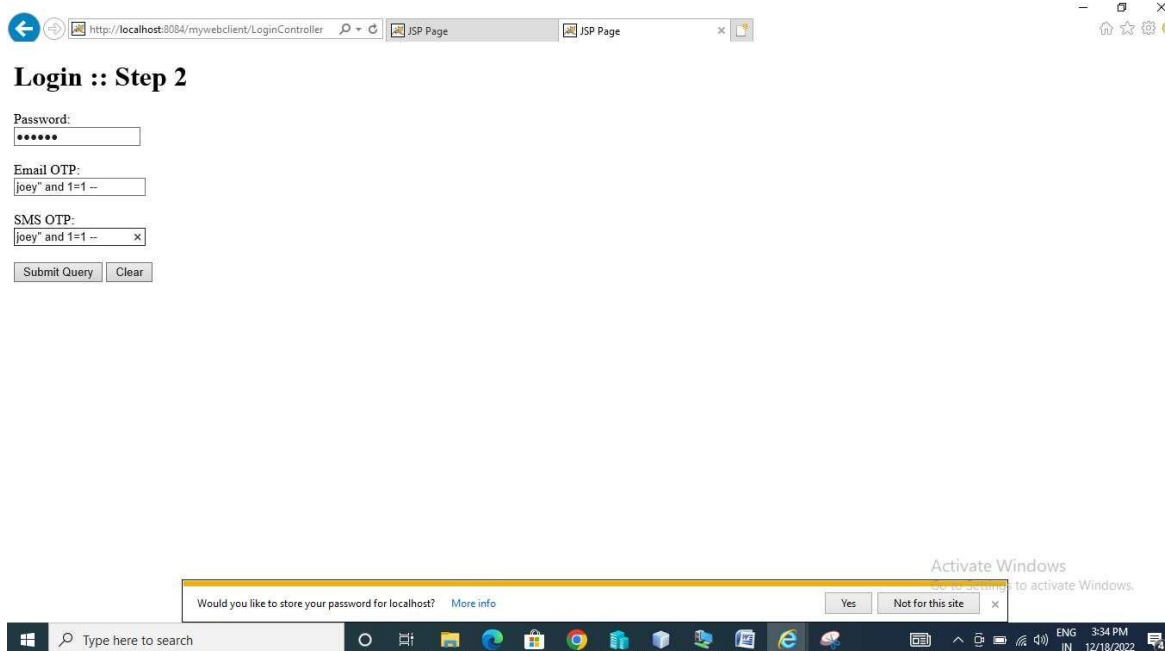 http://localhost:8084/mywebclient/LoginController
JSP Page
JSP Page
Login :: Step 2
Password:
••••••
Email OTP:
joey" and 1=1 --
SMS OTP:
joey" and 1=1 --
Submit Query
Clear
Activate Windows
Go to Settings to activate Windows.
Would you like to store your password for localhost? More info
Yes
Not for this site
Type here to search
ENG
IN
3:34 PM
12/18/2022
4